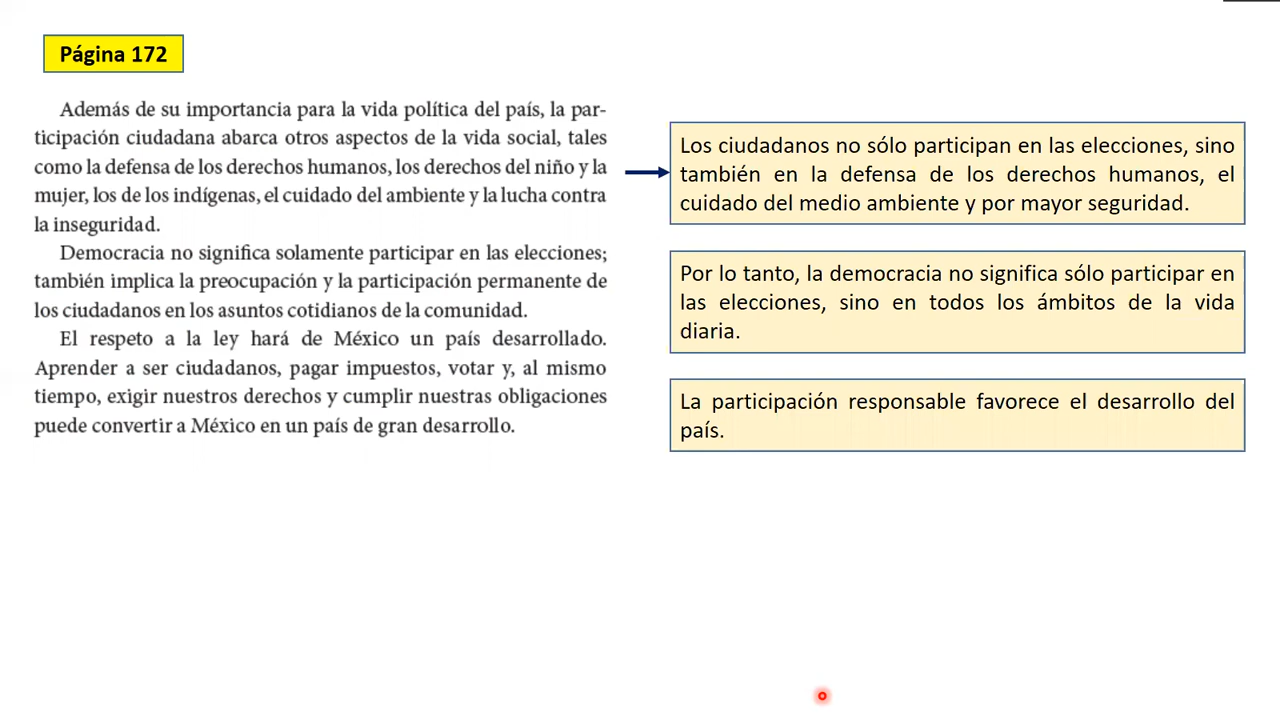 Página 172
Además de su importancia para la vida política del país, la par-
ticipación ciudadana abarca otros aspectos de la vida social, tales
como la defensa de los derechos humanos, los derechos del niño y la
mujer, los de los indígenas, el cuidado del ambiente y la lucha contra
la inseguridad.
Democracia no significa solamente participar en las elecciones;
también implica la preocupación y la participación permanente de
los ciudadanos en los asuntos cotidianos de la comunidad.
El respeto a la ley hará de México un país desarrollado.
Aprender a ser ciudadanos, pagar impuestos, votar y, al mismo
tiempo, exigir nuestros derechos y cumplir nuestras obligaciones
puede convertir a México en un país de gran desarrollo.
Los ciudadanos no sólo participan en las elecciones, sino
también en la defensa de los derechos humanos, el
cuidado del medio ambiente y por mayor seguridad.
Por lo tanto, la democracia no significa sólo participar en
las elecciones, sino en todos los ámbitos de la vida
diaria.
La participación responsable favorece el desarrollo del
país.